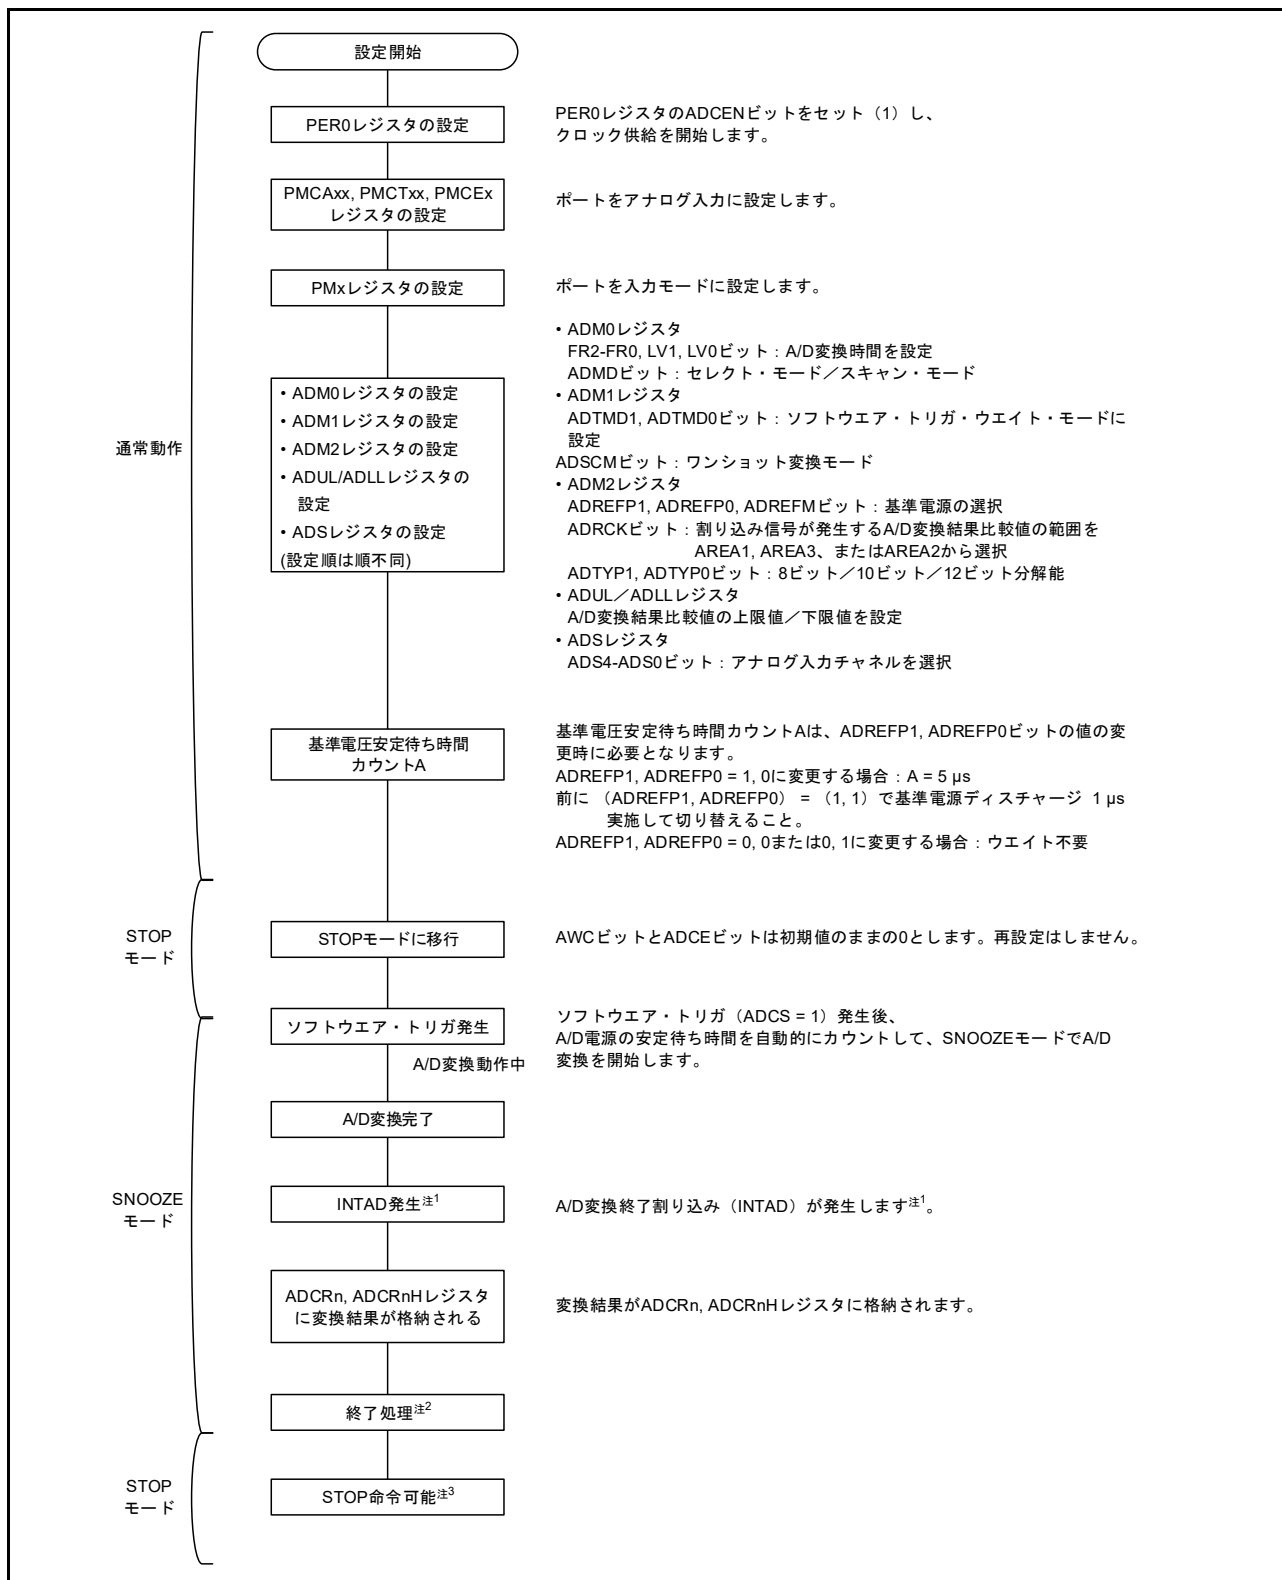 設定開始
PER0レジスタの設定
PER0レジスタのADCENビットをセット（1）し、
クロック供給を開始します。
PMCAxx, PMCTxx, PMCEx
レジスタの設定
ポートをアナログ入力に設定します。
PMxレジスタの設定
ポートを入力モードに設定します。
通常動作
• ADM0レジスタの設定
• ADM1レジスタの設定
• ADM2レジスタの設定
• ADUL/ADLLレジスタの
設定
• ADSレジスタの設定
(設定順は順不同)
• ADM0レジスタ
FR2-FR0, LV1, LV0ビット：A/D変換時間を設定
ADMDビット：セレクト・モード／スキャン・モード
• ADM1レジスタ
ADTMD1, ADTMD0ビット：ソフトウエア・トリガ・ウエイト・モードに
設定
ADSCMビット：ワンショット変換モード
• ADM2レジスタ
ADREFP1, ADREFP0, ADREFMビット：基準電源の選択
ADRCKビット：割り込み信号が発生するA/D変換結果比較値の範囲を
AREA1, AREA3、またはAREA2から選択
ADTYP1, ADTYP0ビット：8ビット／10ビット／12ビット分解能
• ADUL／ADLLレジスタ
A/D変換結果比較値の上限値／下限値を設定
• ADSレジスタ
ADS4-ADS0ビット：アナログ入力チャネルを選択
基準電圧安定待ち時間
カウントA
基準電圧安定待ち時間カウントAは、ADREFP1, ADREFP0ビットの値の変
更時に必要となります。
ADREFP1, ADREFP0 = 1, 0に変更する場合：A = 5 µs
前に （ADREFP1, ADREFP0） = （1, 1）で基準電源ディスチャージ 1 µs
実施して切り替えること。
ADREFP1, ADREFP0 = 0, 0または0, 1に変更する場合：ウエイト不要
STOP
モード
STOPモードに移行
AWCビットとADCEビットは初期値のままの0とします。再設定はしません。
ソフトウエア・トリガ発生
ソフトウエア・トリガ（ADCS = 1）発生後、
A/D電源の安定待ち時間を自動的にカウントして、SNOOZEモードでA/D
変換を開始します。
A/D変換動作中
A/D変換完了
SNOOZE
モード
INTAD発生注1
A/D変換終了割り込み（INTAD）が発生します注1。
ADCRn, ADCRnHレジスタ
に変換結果が格納される
変換結果がADCRn, ADCRnHレジスタに格納されます。
終了処理注2
STOP
モード
STOP命令可能注3